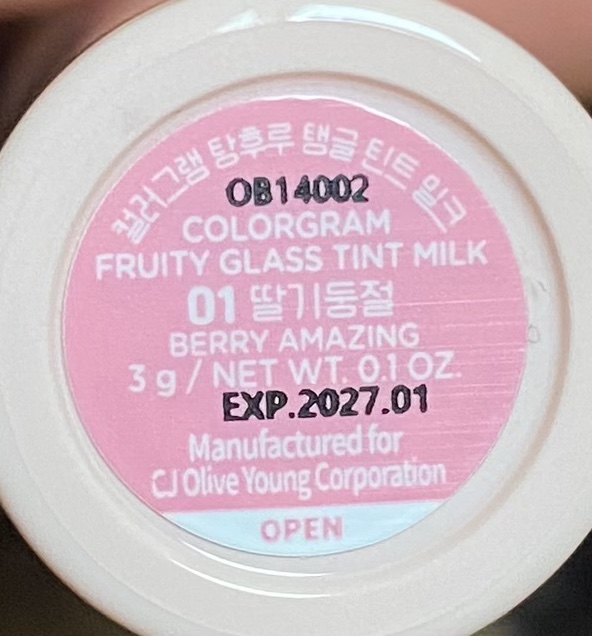 컬러그램 탕후루 탱글 틴트 밀크
OB14002
COLORGRAM
FRUITY GLASS TINT MILK
01 딸기둥절
BERRY AMAZING
3 g / NET WT. 0.1 OZ.
EXP.2027.01
Manufactured for
CJ Olive Young Corporation
OPEN